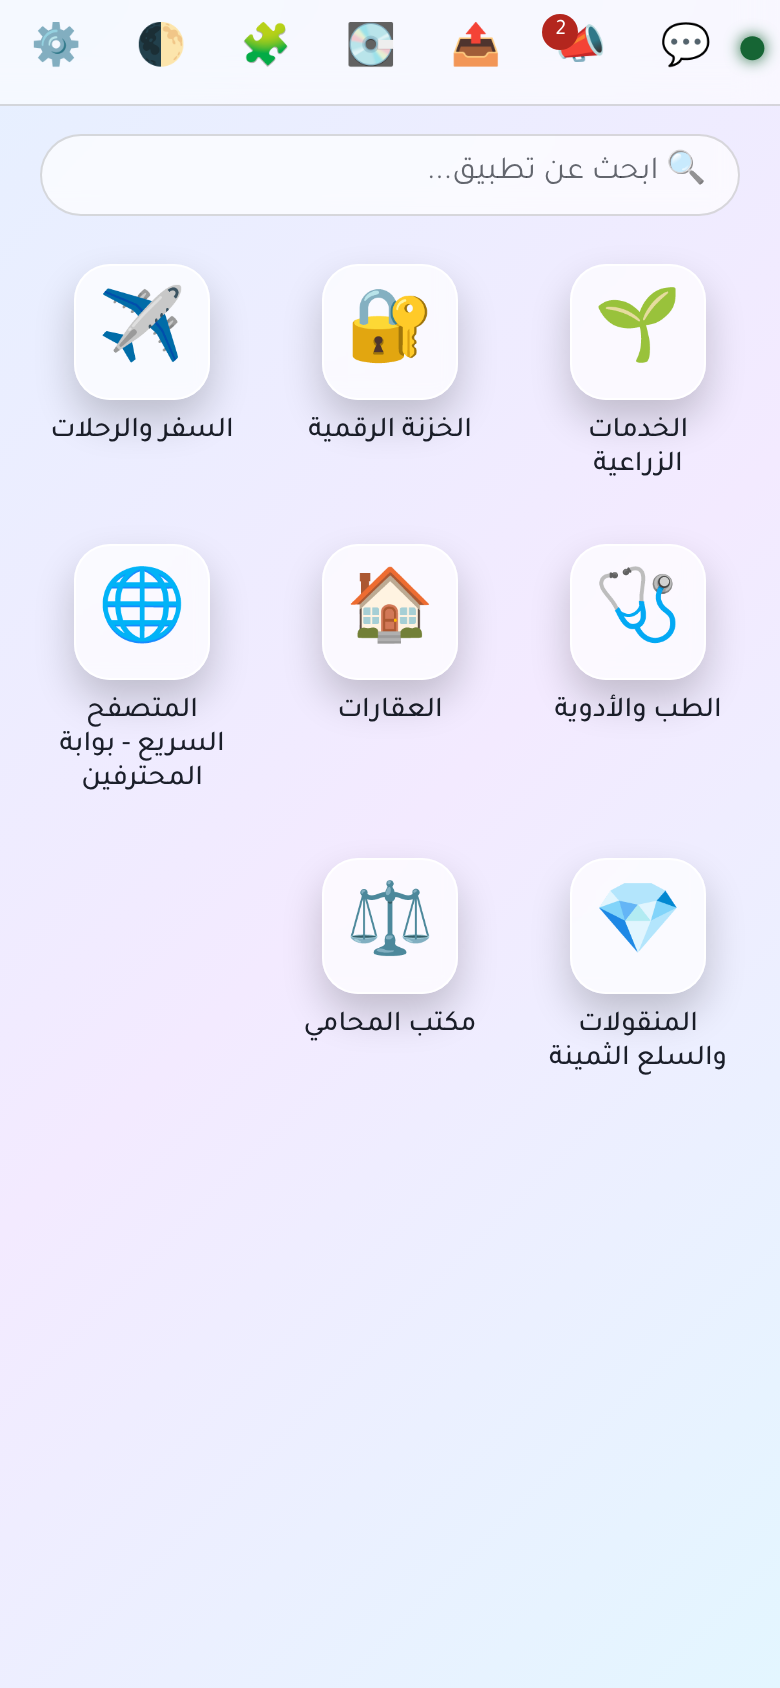 2
🔍 ابحث عن تطبيق...
الخدمات
الزراعية
الخزنة الرقمية
السفر والرحلات
الطب والأدوية
العقارات
المتصفح
السريع - بوابة
المحترفين
المنقولات
والسلع الثمينة
مكتب المحامي